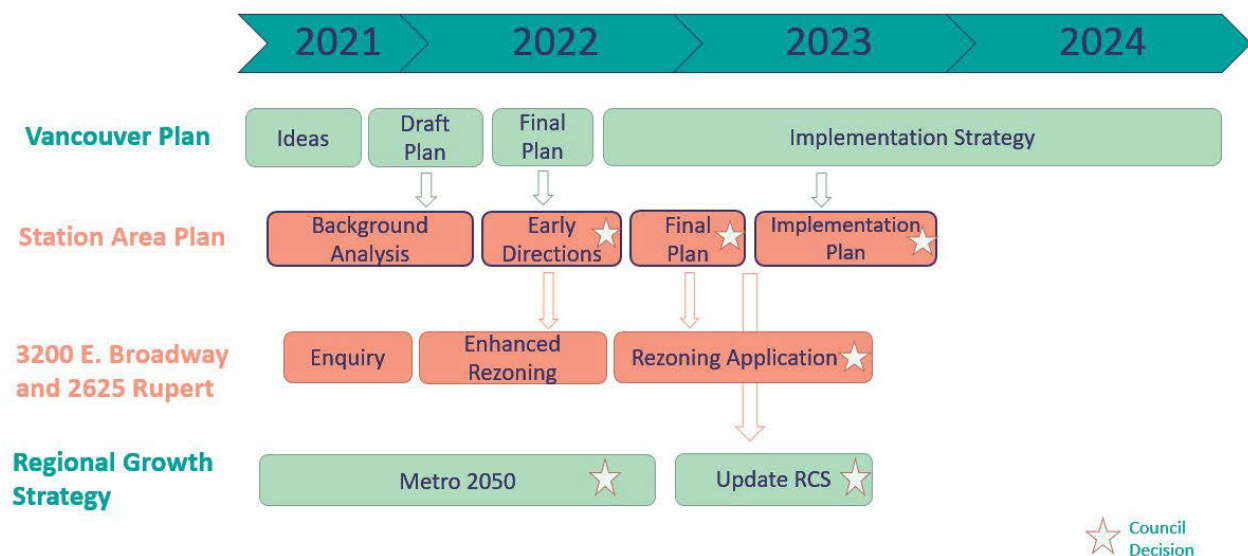 2021 2022 2023 2024
Vancouver Plan
Ideas
Draft
Plan
Final
Plan
Implementation Strategy
Station Area Plan
Background
Analysis
Early
Directions
Final
Plan
Implementation
Plan
3200 E. Broadway
and 2625 Rupert
Enquiry
Enhanced
Rezoning
Rezoning Application
Regional Growth
Strategy
Metro 2050
Update RCS
Council
Decision